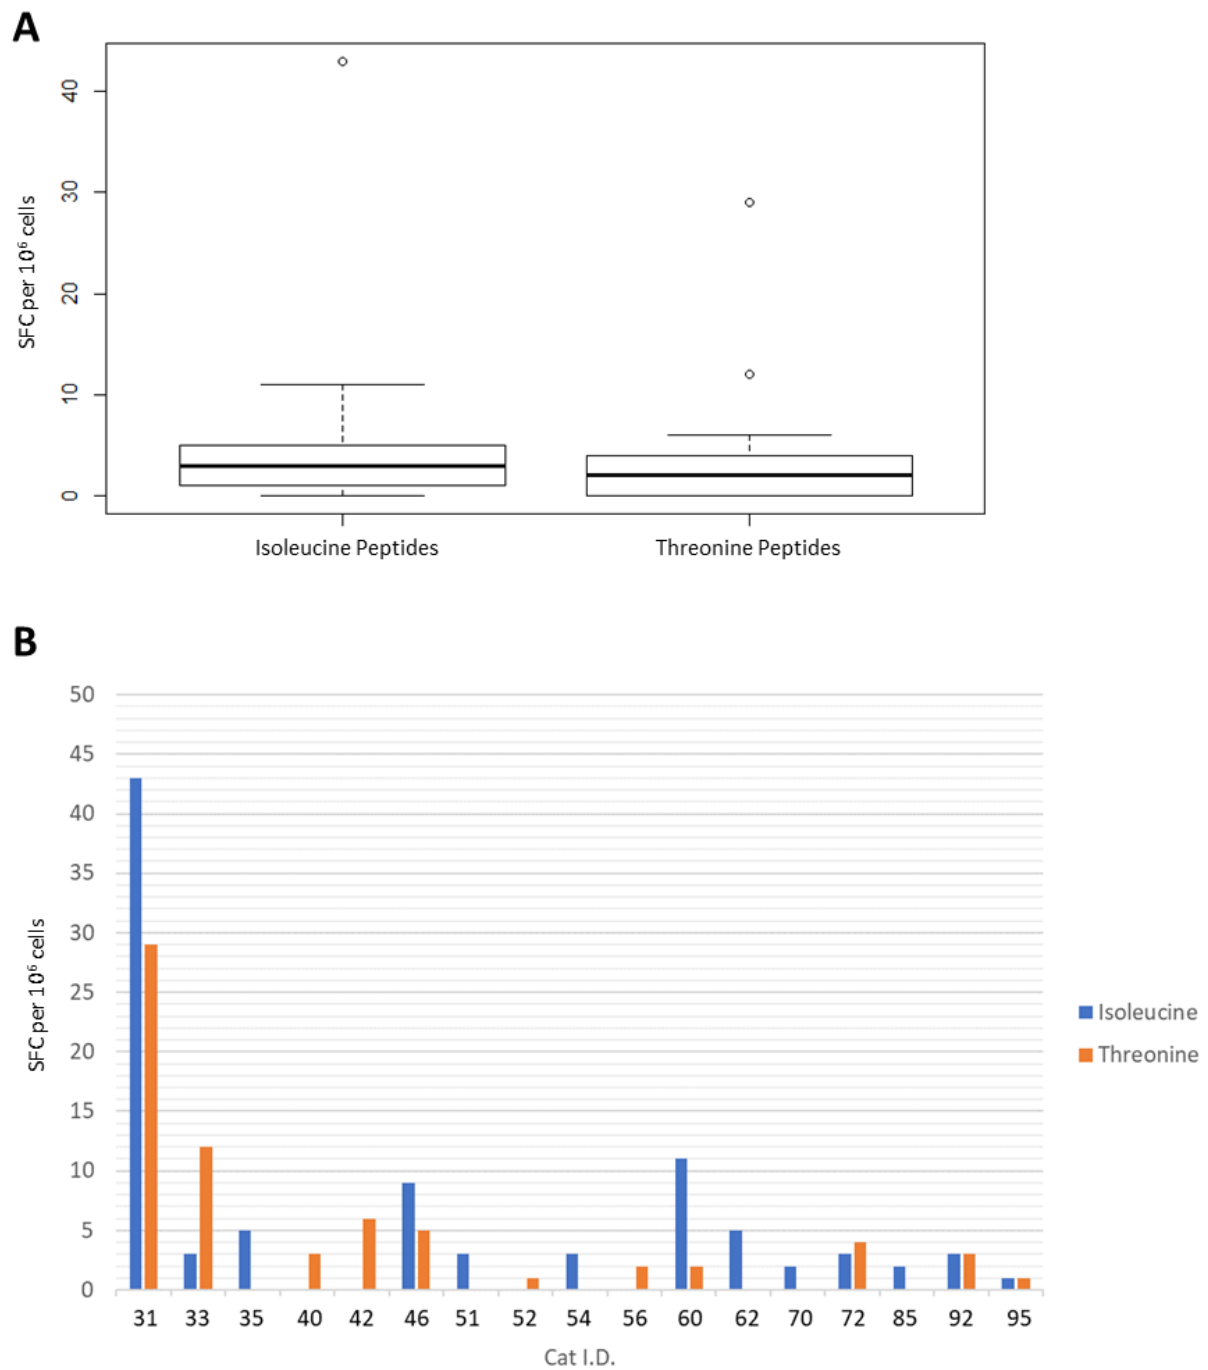 A
40
30
20
10
0
SFC per 10⁶ cells
Isoleucine Peptides
Threonine Peptides
B
50
45
40
35
30
25
20
15
10
5
0
SFC per 10⁶ cells
Isoleucine
Threonine
31 33 35 40 42 46 51 52 54 56 60 62 70 72 85 92 95
Cat I.D.